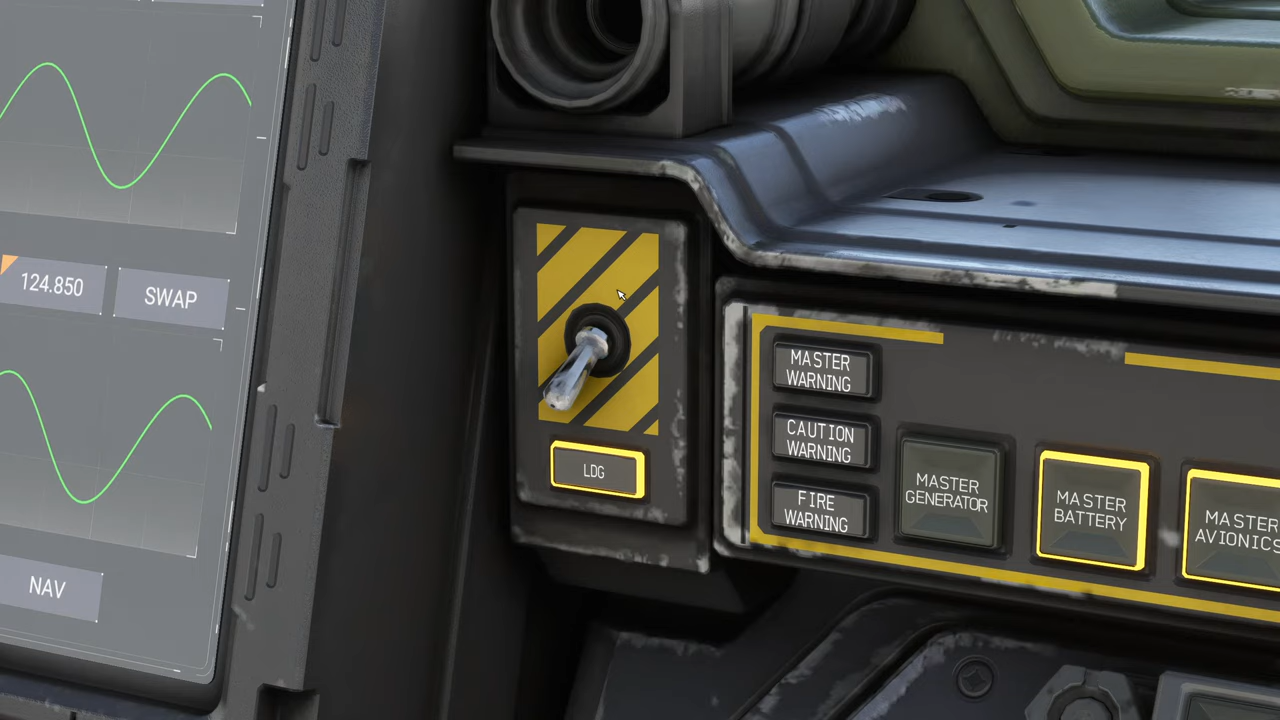 124.850
SWAP
NAV
LDG
MASTER
WARNING
CAUTION
WARNING
FIRE
WARNING
MASTER
GENERATOR
MASTER
BATTERY
MASTER
AVIONICS